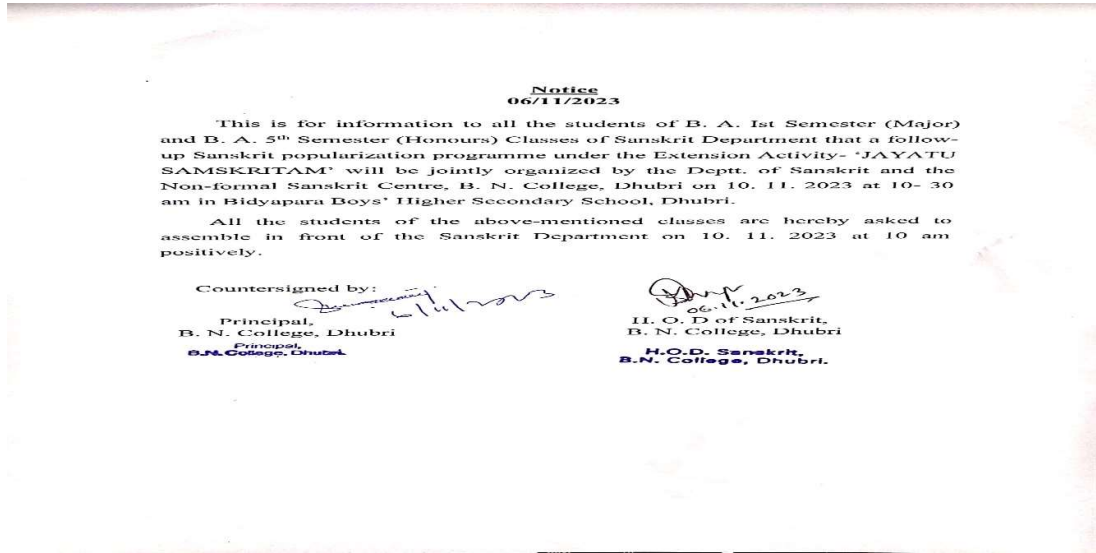 Notice
06/11/2023
This is for information to all the students of B. A. Ist Semester (Major)
and B. A. 5th Semester (Honours) Classes of Sanskrit Department that a follow-
up Sanskrit popularization programme under the Extension Activity- ‘JAYATU
SAMSKRITAM’ will be jointly organized by the Deptt. of Sanskrit and the
Non-formal Sanskrit Centre, B. N. College, Dhubri on 10. 11. 2023 at 10- 30
am in Bidyapara Boys’ Higher Secondary School, Dhubri.
All the students of the above-mentioned classes are hereby asked to
assemble in front of the Sanskrit Department on 10. 11. 2023 at 10 am
positively.
Countersigned by:
6/11/2023
Principal,
B. N. College, Dhubri
Principal,
B.N. College, Dhubri.
06.11.2023
H. O. D of Sanskrit,
B. N. College, Dhubri
H.O.D. Sanskrit,
B.N. College, Dhubri.